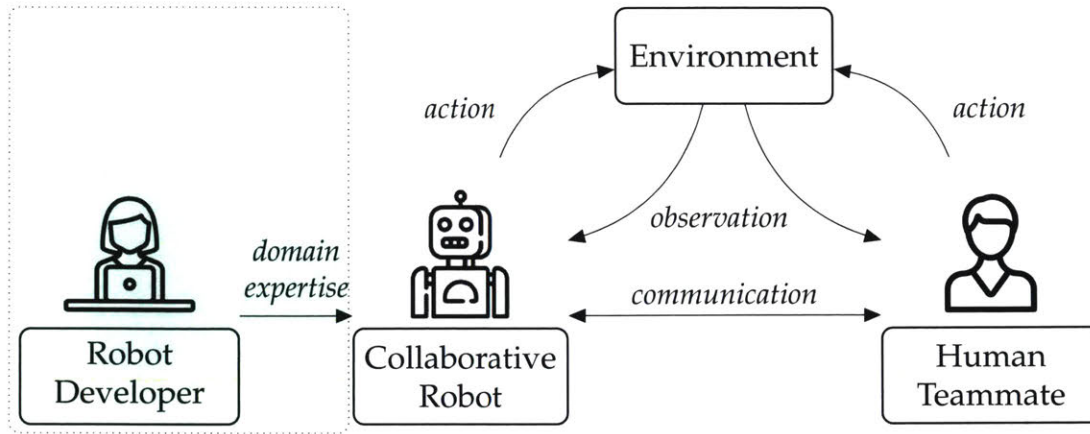 Environment
action
action
observation
domain
expertise
communication
Robot
Developer
Collaborative
Robot
Human
Teammate